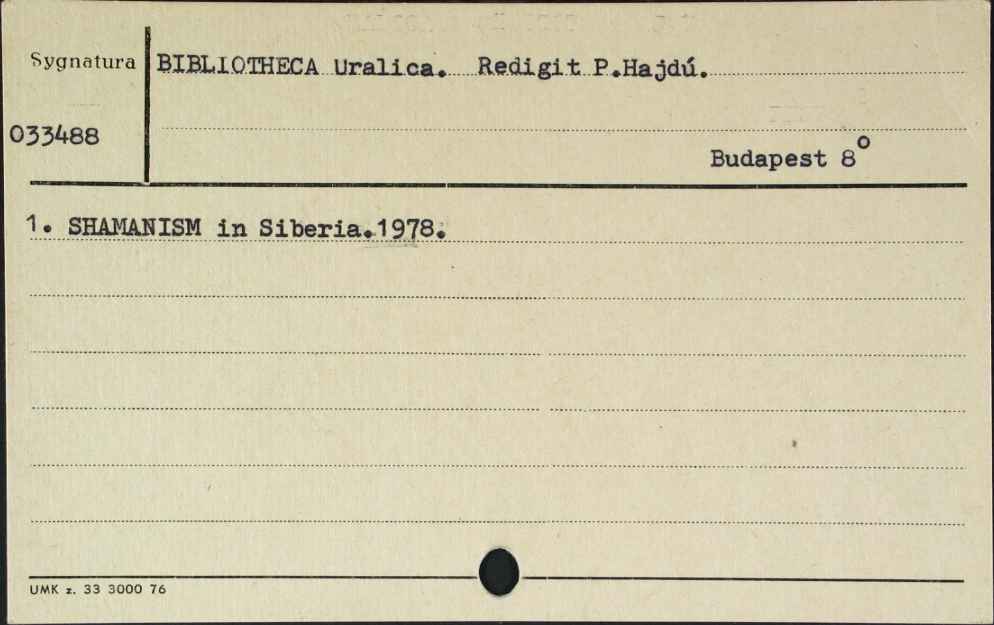 Sygnatura
BIBLIOTHECA Uralica. Redigit P.Hajdú.
033488
Budapest 8°
1. SHAMANISM in Siberia.1978.
UMK z. 33 3000 76